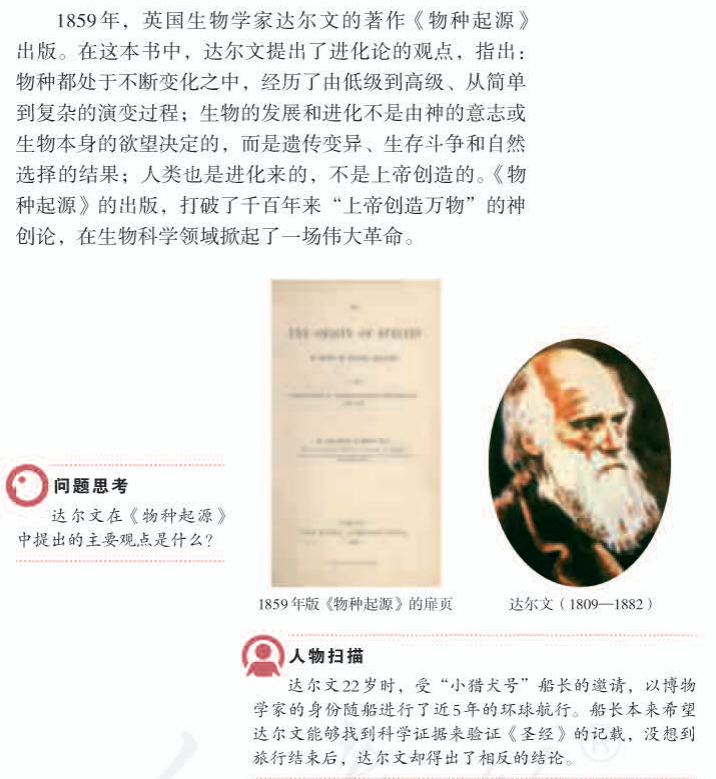 1859年，英国生物学家达尔文的著作《物种起源》
出版。在这本书中，达尔文提出了进化论的观点，指出：
物种都处于不断变化之中，经历了由低级到高级、从简单
到复杂的演变过程；生物的发展和进化不是由神的意志或
生物本身的欲望决定的，而是遗传变异、生存斗争和自然
选择的结果；人类也是进化来的，不是上帝创造的。《物
种起源》的出版，打破了千百年来“上帝创造万物”的神
创论，在生物科学领域掀起了一场伟大革命。
问题思考
达尔文在《物种起源》
中提出的主要观点是什么？
1859年版《物种起源》的扉页
达尔文（1809—1882）
人物扫描
达尔文22岁时，受“小猎犬号”船长的邀请，以博物
学家的身份随船进行了近5年的环球航行。船长本来希望
达尔文能够找到科学证据来验证《圣经》的记载，没想到
旅行结束后，达尔文却得出了相反的结论。